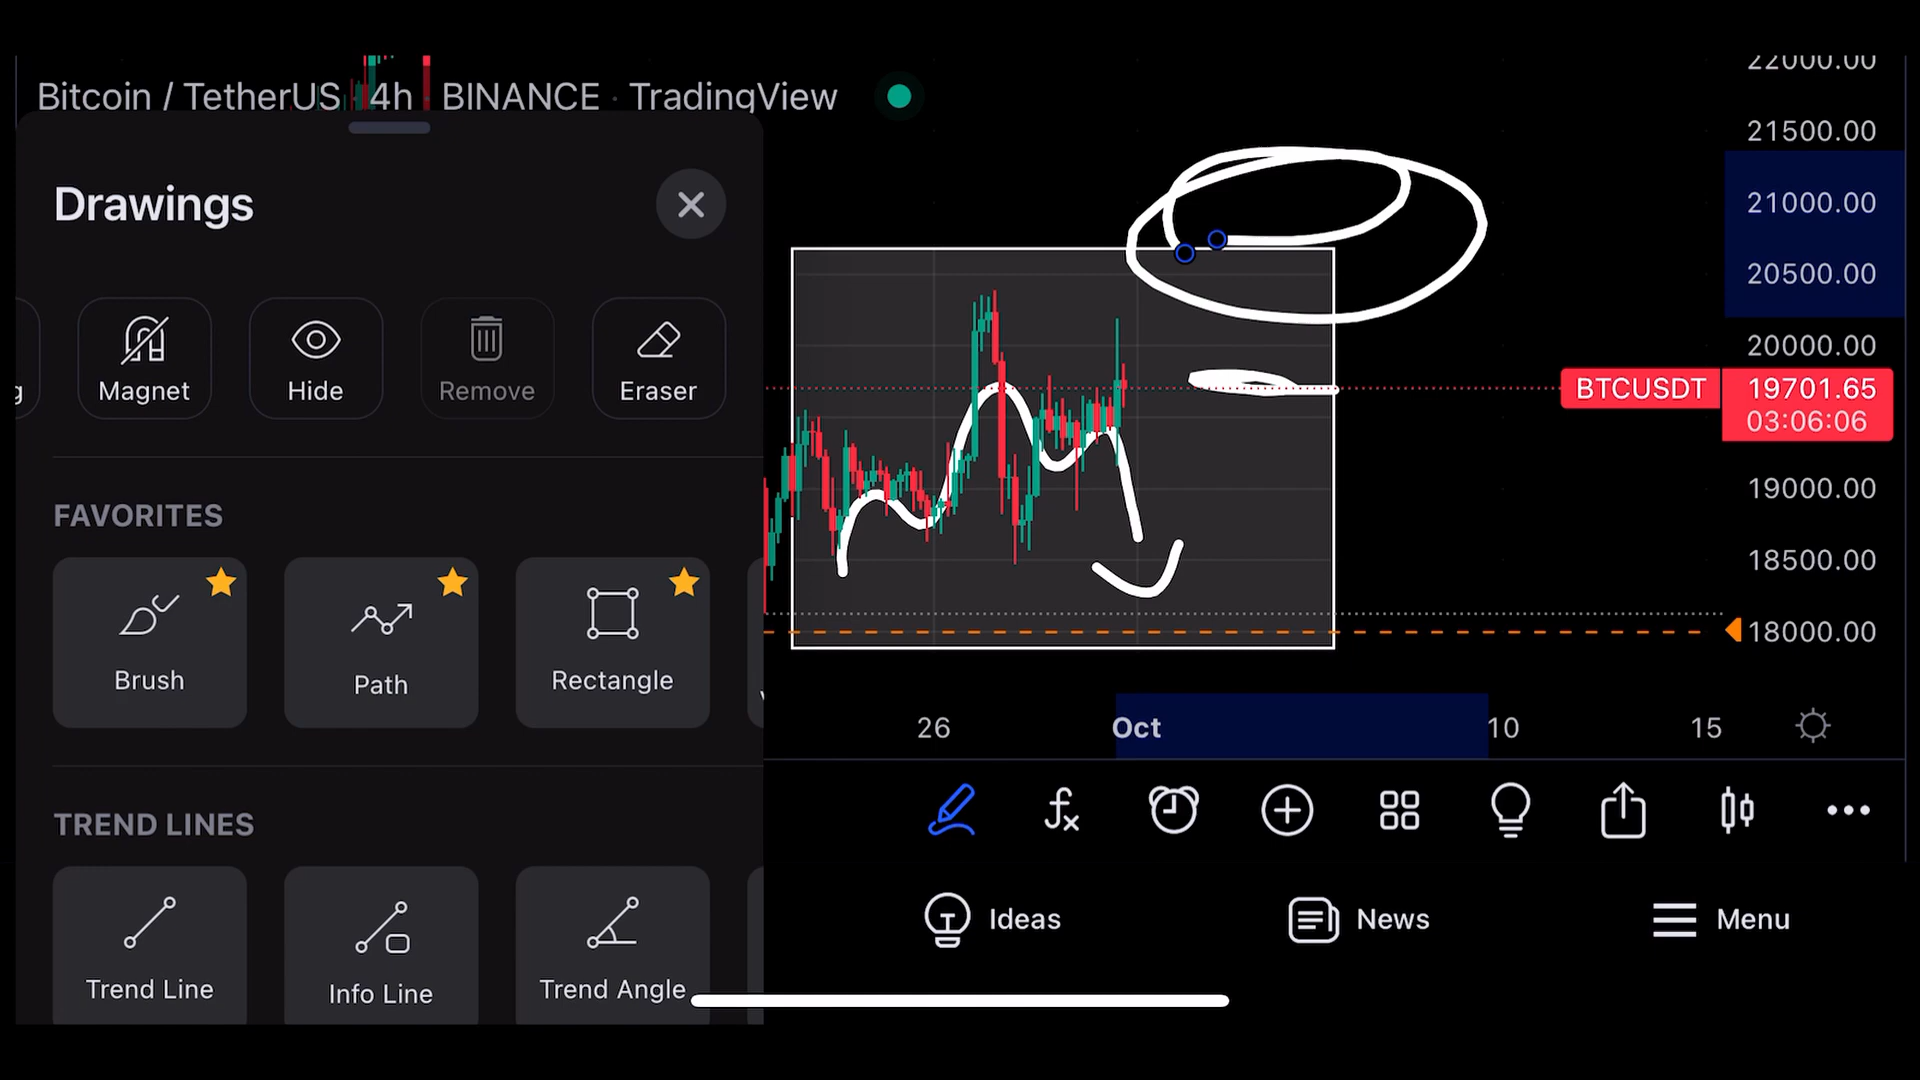 Bitcoin / TetherUS · 4h · BINANCE · TradingView
Drawings
g
Magnet
Hide
Remove
Eraser
FAVORITES
Brush
Path
Rectangle
TREND LINES
Trend Line
Info Line
Trend Angle
22000.00
21500.00
21000.00
20500.00
20000.00
BTCUSDT 19701.65
03:06:06
19000.00
18500.00
18000.00
26 Oct 10 15
fx
Ideas
News
Menu